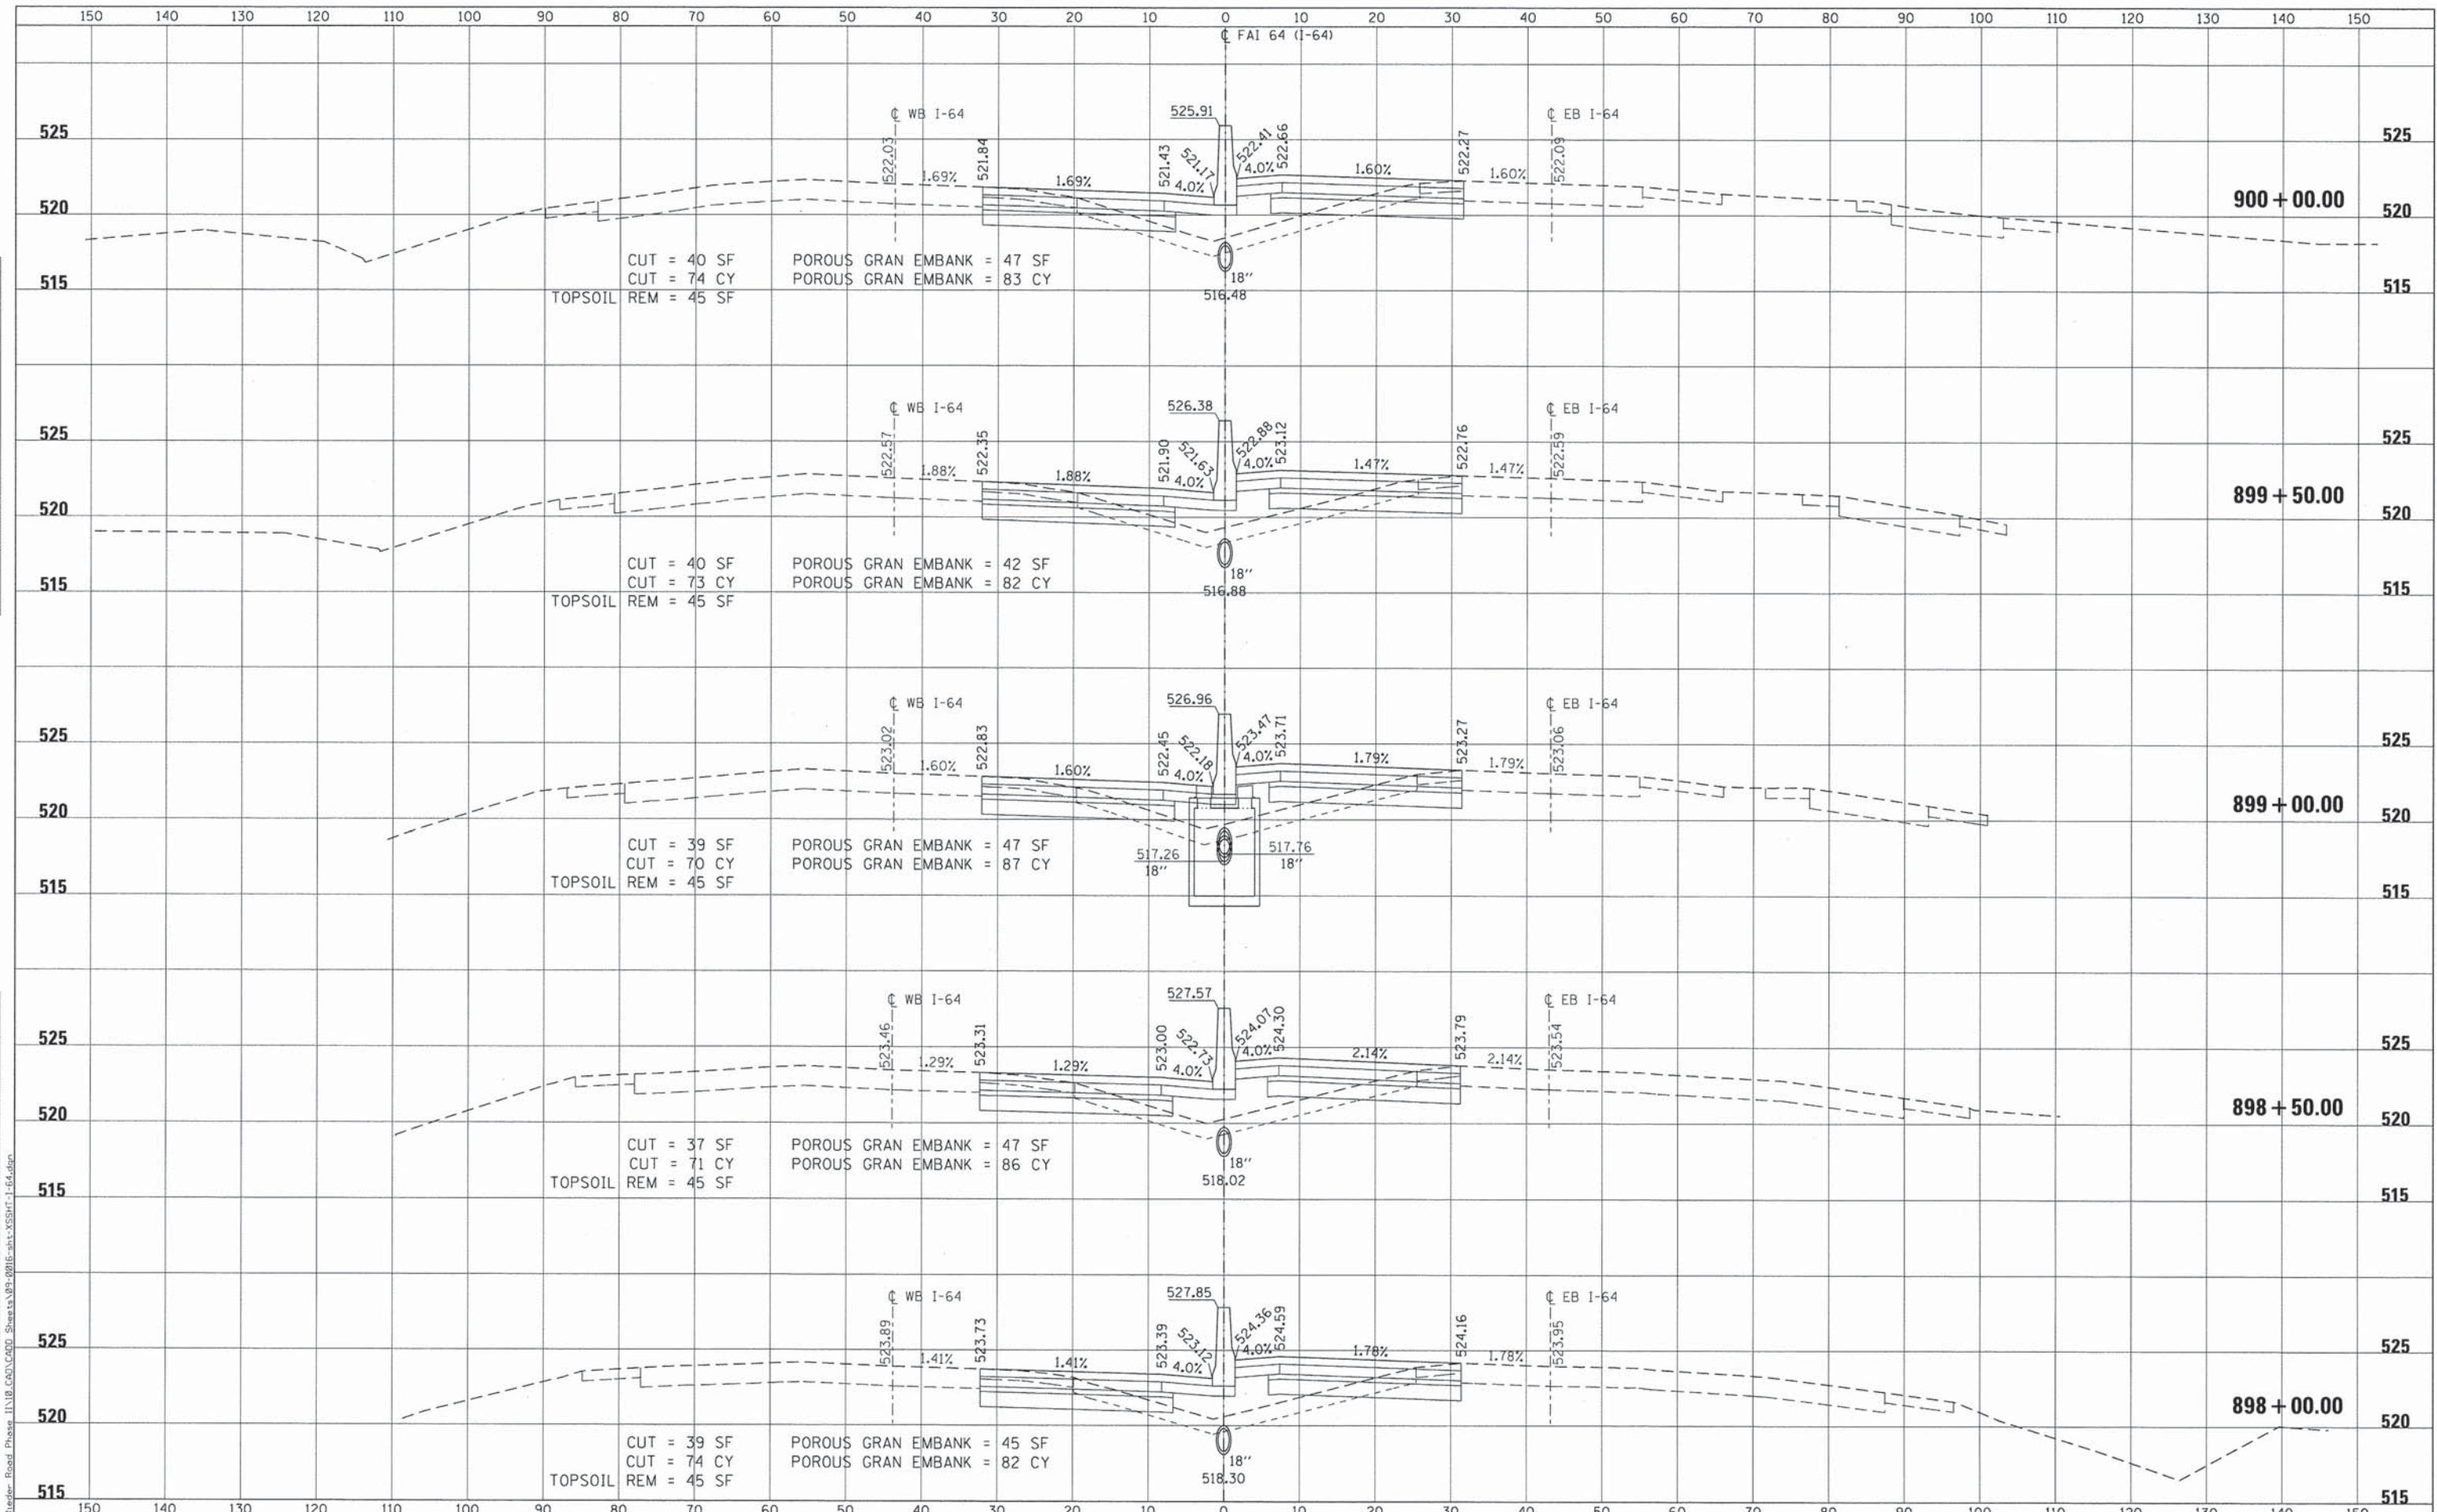 150 140 130 120 110 100 90 80 70 60 50 40 30 20 10 0 10 20 30 40 50 60 70 80 90 100 110 120 130 140 150
℄ FAI 64 (I-64)
℄ WB I-64
525.91
℄ EB I-64
525 525
522.03 1.69% 521.84 1.69% 521.43 521.17 4.0% 522.41 4.0% 522.66 1.60% 522.27 1.60% 522.09
520 900 + 00.00 520
CUT = 40 SF POROUS GRAN EMBANK = 47 SF
CUT = 74 CY POROUS GRAN EMBANK = 83 CY
TOPSOIL REM = 45 SF
18"
516.48
515 515
℄ WB I-64
526.38
℄ EB I-64
525 525
522.57 1.88% 522.35 1.88% 521.90 521.63 4.0% 522.88 4.0% 523.12 1.47% 522.76 1.47% 522.59
520 899 + 50.00 520
CUT = 40 SF POROUS GRAN EMBANK = 42 SF
CUT = 73 CY POROUS GRAN EMBANK = 82 CY
TOPSOIL REM = 45 SF
18"
516.88
515 515
℄ WB I-64
526.96
℄ EB I-64
525 525
523.02 1.60% 522.83 1.60% 522.45 522.18 4.0% 523.47 4.0% 523.71 1.79% 523.27 1.79% 523.06
520 899 + 00.00 520
CUT = 39 SF POROUS GRAN EMBANK = 47 SF
CUT = 70 CY POROUS GRAN EMBANK = 87 CY
TOPSOIL REM = 45 SF
517.26 517.76
18" 18"
515 515
℄ WB I-64
527.57
℄ EB I-64
525 525
523.46 1.29% 523.31 1.29% 523.00 522.73 4.0% 524.07 4.0% 524.30 2.14% 523.79 2.14% 523.54
520 898 + 50.00 520
CUT = 37 SF POROUS GRAN EMBANK = 47 SF
CUT = 71 CY POROUS GRAN EMBANK = 86 CY
TOPSOIL REM = 45 SF
18"
518.02
515 515
℄ WB I-64
527.85
℄ EB I-64
525 525
523.89 1.41% 523.73 1.41% 523.39 523.12 4.0% 524.36 4.0% 524.59 1.78% 524.16 1.78% 523.95
520 898 + 00.00 520
CUT = 39 SF POROUS GRAN EMBANK = 45 SF
CUT = 74 CY POROUS GRAN EMBANK = 82 CY
TOPSOIL REM = 45 SF
18"
518.30
515 515
150 140 130 120 110 100 90 80 70 60 50 40 30 20 10 0 10 20 30 40 50 60 70 80 90 100 110 120 130 140 150
Road Phase II\10.CAD\CADD Sheets\09-0016-sht-XSSHT-I-64.dgn